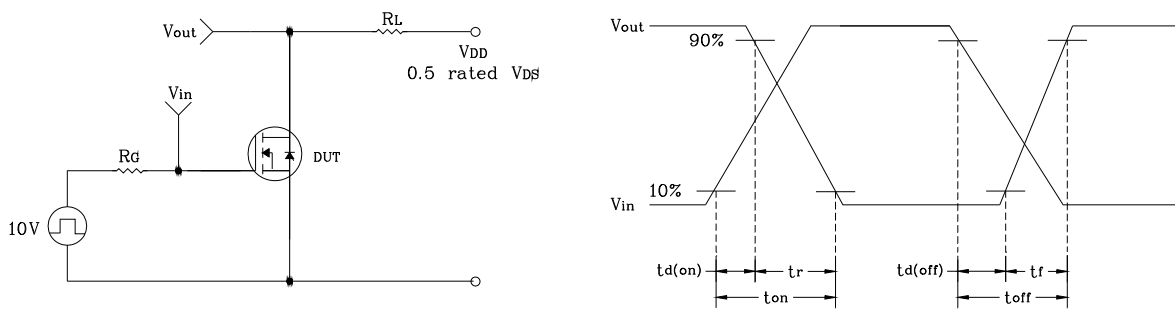 Vout
RL
VDD
0.5 rated VDS
Vin
RG
DUT
10V
Vout
90%
10%
Vin
td(on)
tr
ton
td(off)
tf
toff